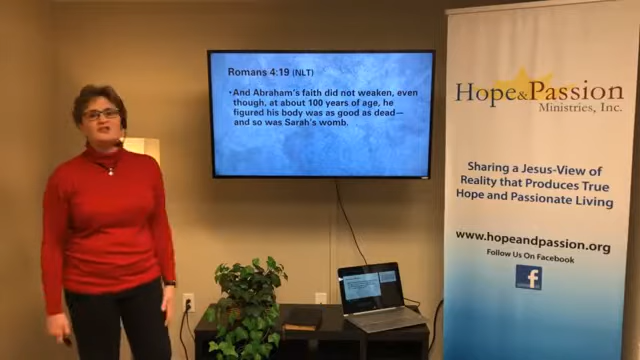 Romans 4:19 (NLT)
•And Abraham's faith did not weaken, even
though, at about 100 years of age, he
figured his body was as good as dead—
and so was Sarah's womb.
Hope&Passion
Ministries, Inc.
Sharing a Jesus-View of
Reality that Produces True
Hope and Passionate Living
www.hopeandpassion.org
Follow Us On Facebook
f